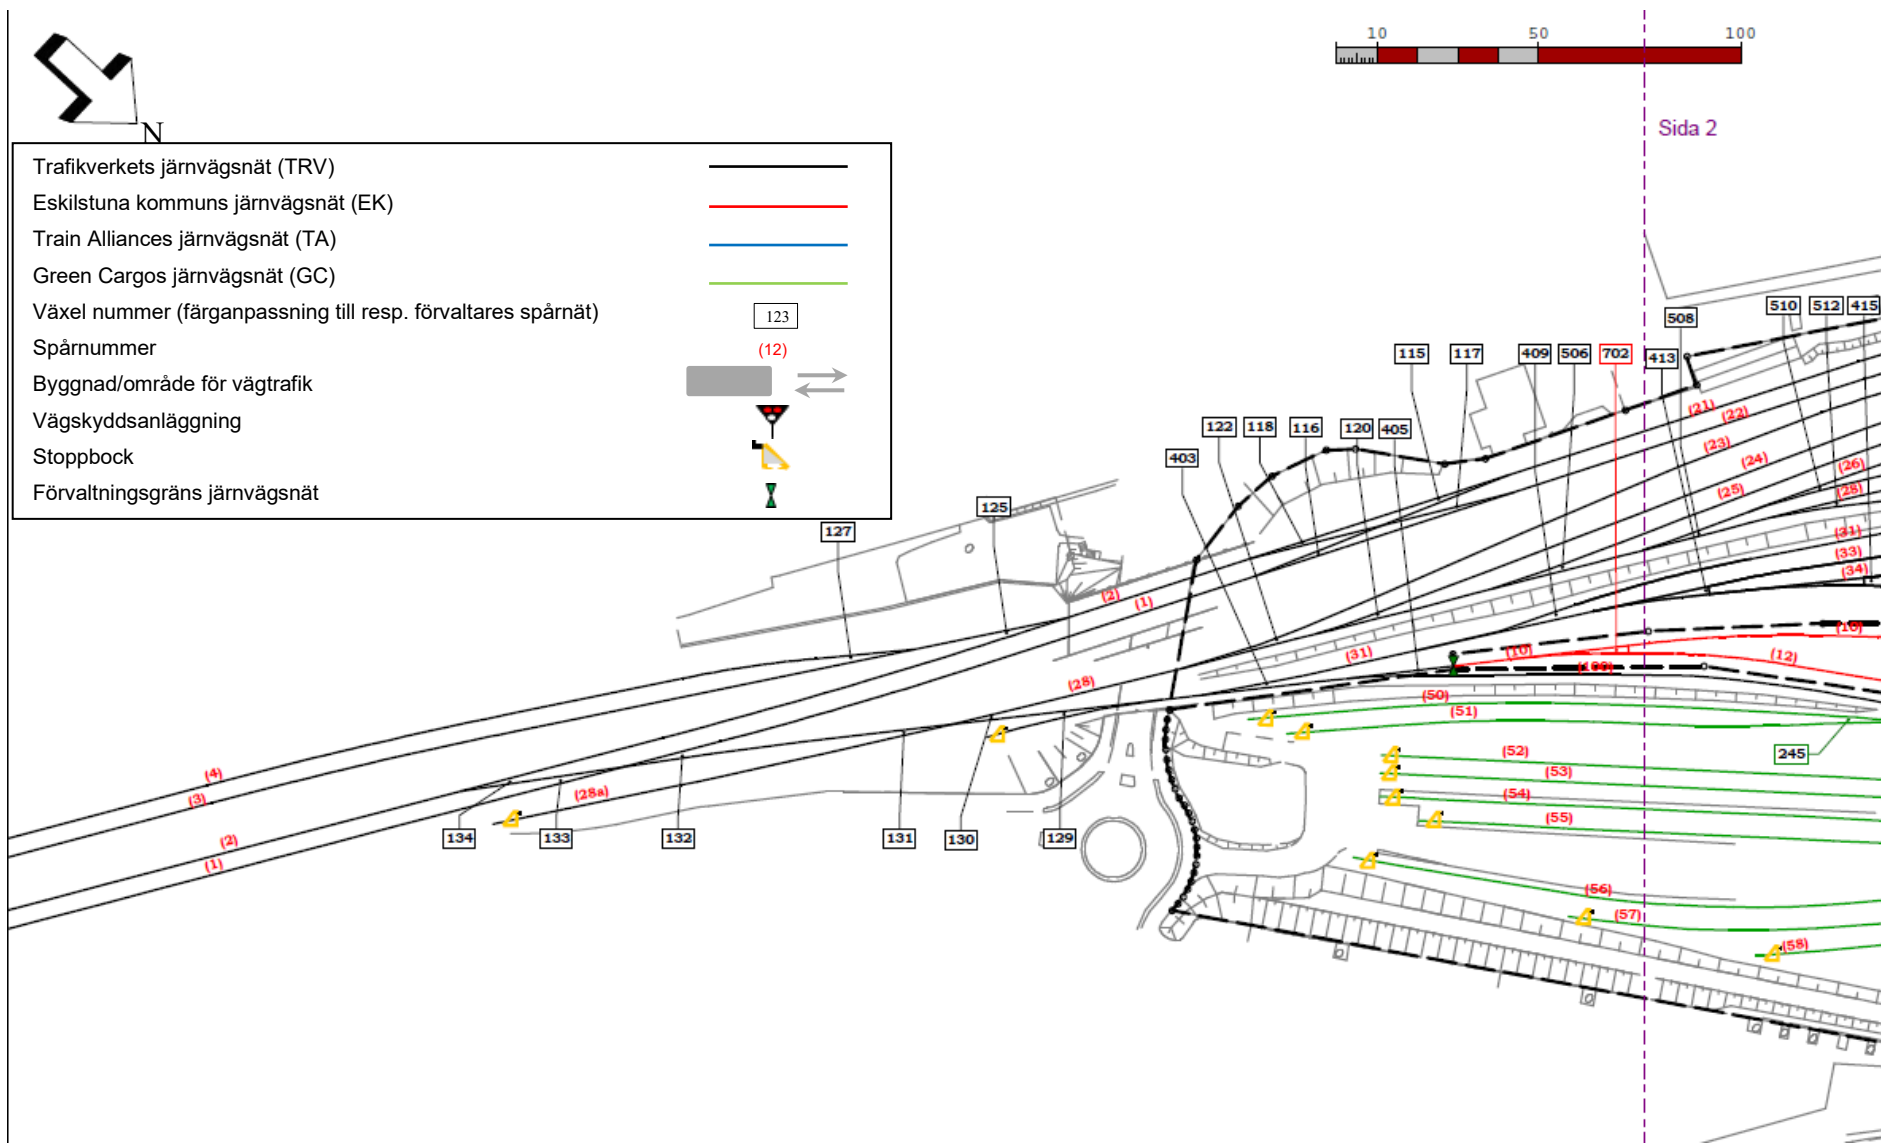 10 50 100
Sida 2
N
Trafikverkets järnvägsnät (TRV)
Eskilstuna kommuns järnvägsnät (EK)
Train Alliances järnvägsnät (TA)
Green Cargos järnvägsnät (GC)
Växel nummer (färganpassning till resp. förvaltares spårnät) 123
Spårnummer (12)
Byggnad/område för vägtrafik
Vägskyddsanläggning
Stoppbock
Förvaltningsgräns järnvägsnät
510 512 415
508
115 117 409 506 702 413
(21) (22)
122 118 116 120 405
(23)
403
(24)
(26)
(25) (28)
125
127
(31)
(33)
(34)
(2) (1)
(10)
(31) (10) (12)
(100)
(28)
(50)
(51)
(52) 245
(53)
(4)
(3)
(28a) (54)
(55)
134 133 132 131 130 129
(2)
(1)
(56)
(57)
(58)